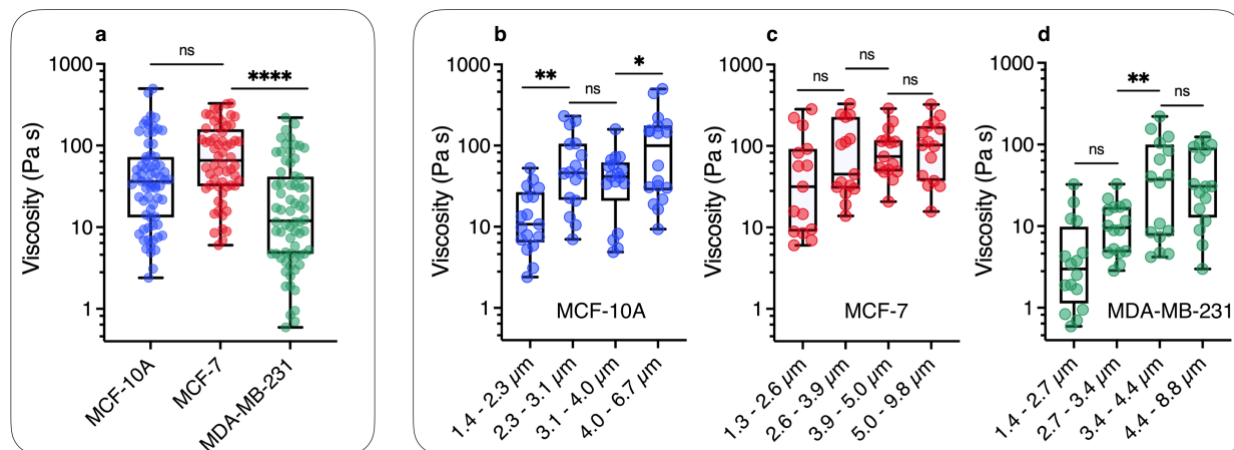 a
ns
****
1000
100
10
1
Viscosity (Pa s)
MCF-10A
MCF-7
MDA-MB-231
b
**
ns
*
1000
100
10
1
Viscosity (Pa s)
MCF-10A
1.4 - 2.3 µm
2.3 - 3.1 µm
3.1 - 4.0 µm
4.0 - 6.7 µm
c
ns
ns
ns
1000
100
10
1
Viscosity (Pa s)
MCF-7
1.3 - 2.6 µm
2.6 - 3.9 µm
3.9 - 5.0 µm
5.0 - 9.8 µm
d
ns
**
ns
1000
100
10
1
Viscosity (Pa s)
MDA-MB-231
1.4 - 2.7 µm
2.7 - 3.4 µm
3.4 - 4.4 µm
4.4 - 8.8 µm